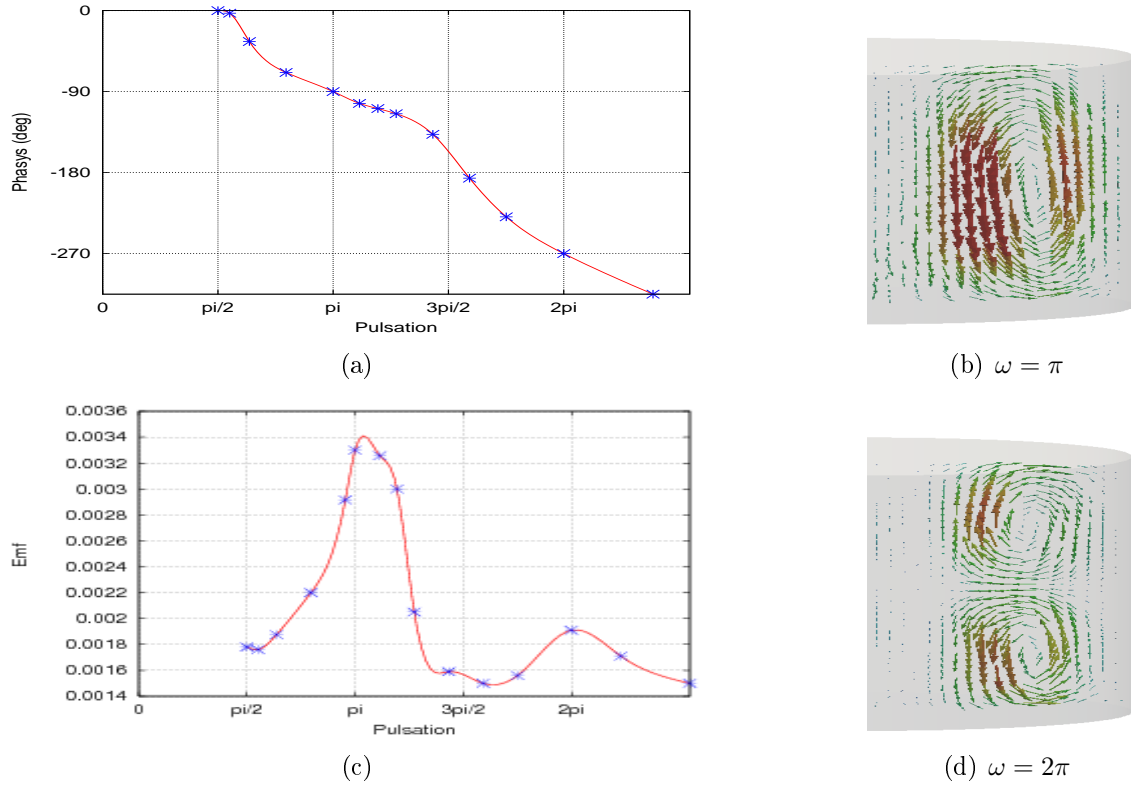 0
-90
-180
-270
Phasys (deg)
0
pi/2
pi
3pi/2
2pi
Pulsation
(a)
(b) ω = π
0.0036
0.0034
0.0032
0.003
0.0028
0.0026
0.0024
0.0022
0.002
0.0018
0.0016
0.0014
Emf
0
pi/2
pi
3pi/2
2pi
Pulsation
(c)
(d) ω = 2π